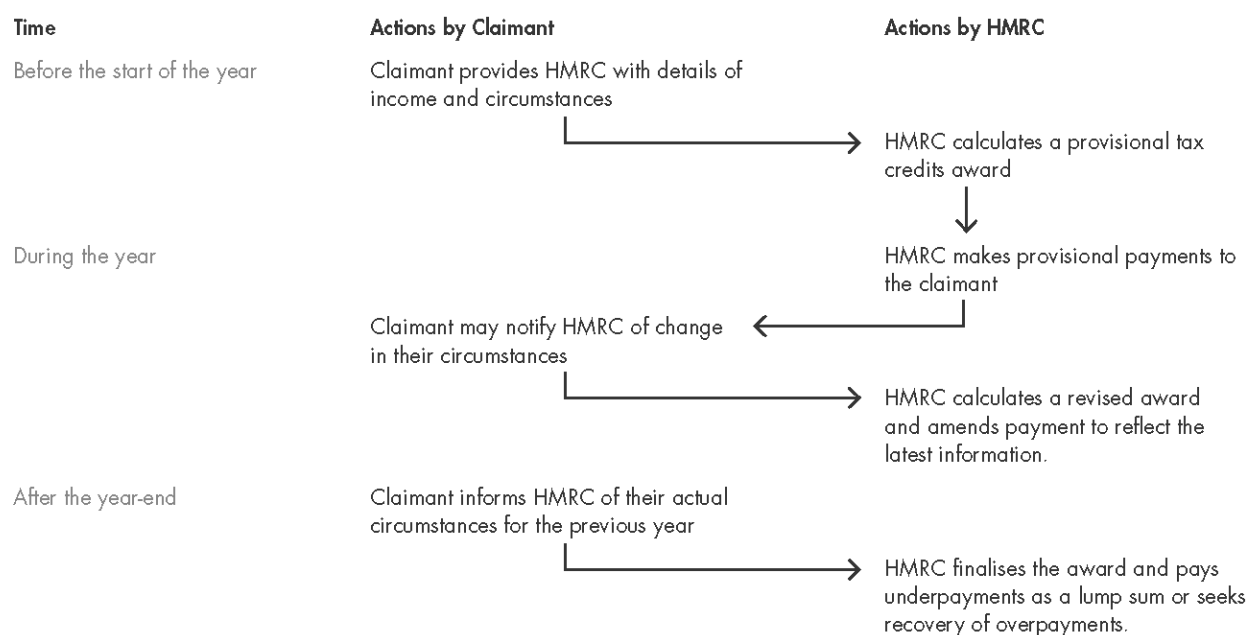 Time
Actions by Claimant
Actions by HMRC
Before the start of the year
Claimant provides HMRC with details of
income and circumstances
HMRC calculates a provisional tax
credits award
During the year
HMRC makes provisional payments to
the claimant
Claimant may notify HMRC of change
in their circumstances
HMRC calculates a revised award
and amends payment to reflect the
latest information.
After the year-end
Claimant informs HMRC of their actual
circumstances for the previous year
HMRC finalises the award and pays
underpayments as a lump sum or seeks
recovery of overpayments.